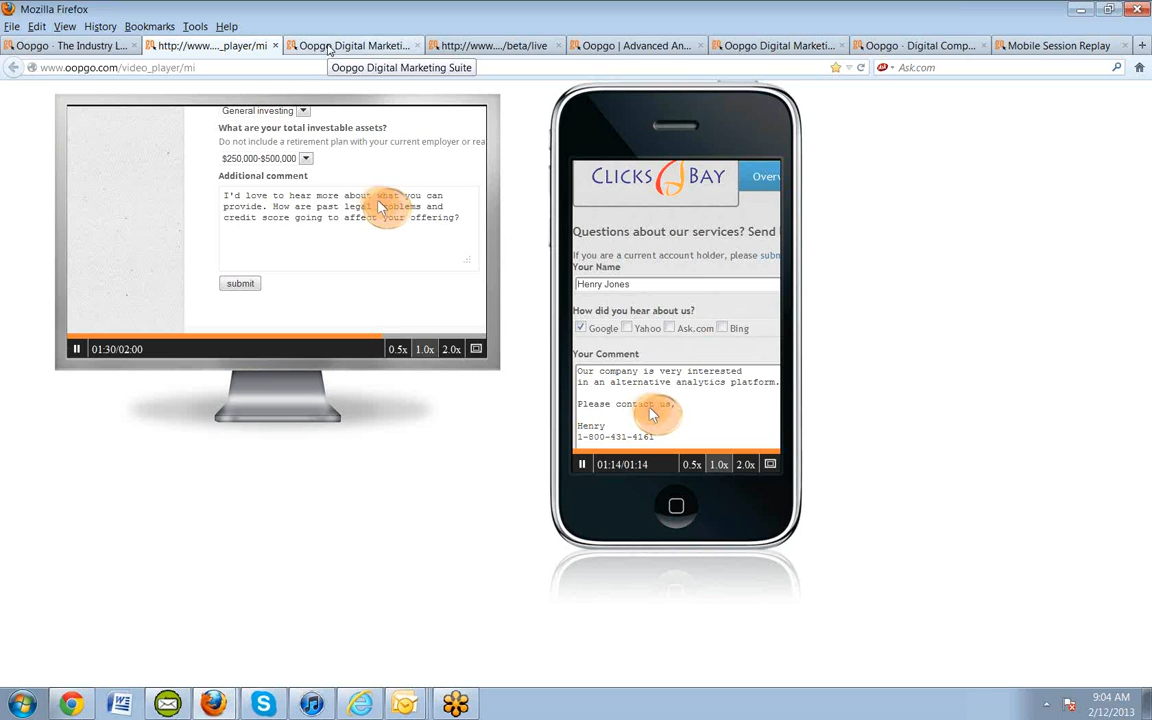 Mozilla Firefox
File Edit View History Bookmarks Tools Help
Oopgo · The Industry L... ×
http://www...._player/mi ×
Oopgo Digital Marketi... ×
http://www..../beta/live ×
Oopgo | Advanced An... ×
Oopgo Digital Marketi... ×
Oopgo · Digital Comp... ×
Mobile Session Replay ×
www.oopgo.com/video_player/mi
Ask.com
Oopgo Digital Marketing Suite
General investing
What are your total investable assets?
Do not include a retirement plan with your current employer or rea
$250,000-$500,000
Additional comment
I'd love to hear more about what you can
provide. How are past legal problems and
credit score going to affect your offering?
submit
01:30/02:00 0.5x 1.0x 2.0x
CLICKS BAY
Overv
Questions about our services? Send
If you are a current account holder, please subm
Your Name
Henry Jones
How did you hear about us?
Google Yahoo Ask.com Bing
Your Comment
Our company is very interested
in an alternative analytics platform.
Please contact us,
Henry
1-800-431-4161
01:14/01:14 0.5x 1.0x 2.0x
9:04 AM
2/12/2013